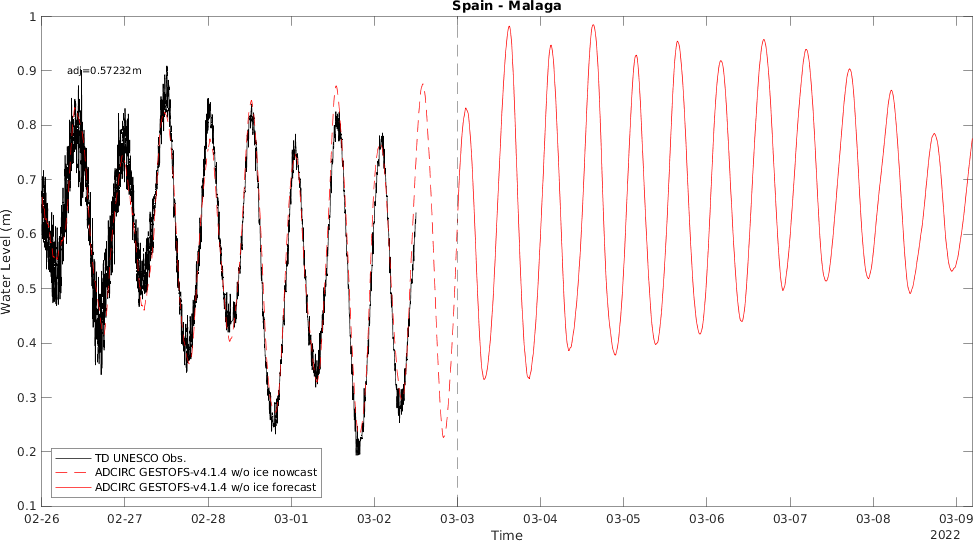 Spain - Malaga
adj=0.57232m
Water Level (m)
1
0.9
0.8
0.7
0.6
0.5
0.4
0.3
0.2
0.1
TD UNESCO Obs.
ADCIRC GESTOFS-v4.1.4 w/o ice nowcast
ADCIRC GESTOFS-v4.1.4 w/o ice forecast
02-26 02-27 02-28 03-01 03-02 03-03 03-04 03-05 03-06 03-07 03-08 03-09
Time
2022